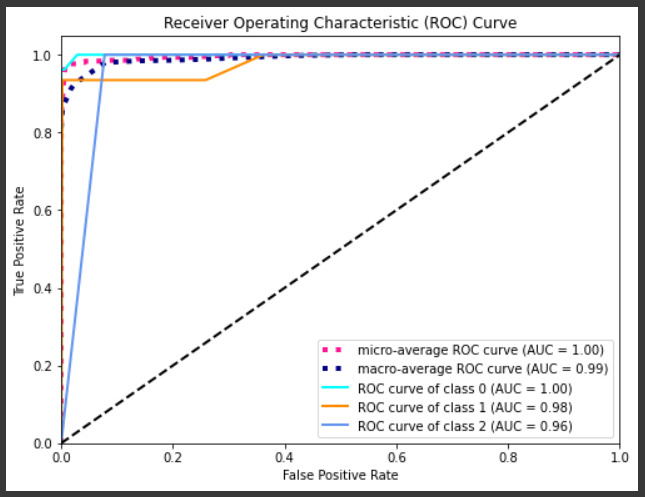 Receiver Operating Characteristic (ROC) Curve
True Positive Rate
1.0
0.8
0.6
0.4
0.2
0.0
micro-average ROC curve (AUC = 1.00)
macro-average ROC curve (AUC = 0.99)
ROC curve of class 0 (AUC = 1.00)
ROC curve of class 1 (AUC = 0.98)
ROC curve of class 2 (AUC = 0.96)
0.0 0.2 0.4 0.6 0.8 1.0
False Positive Rate